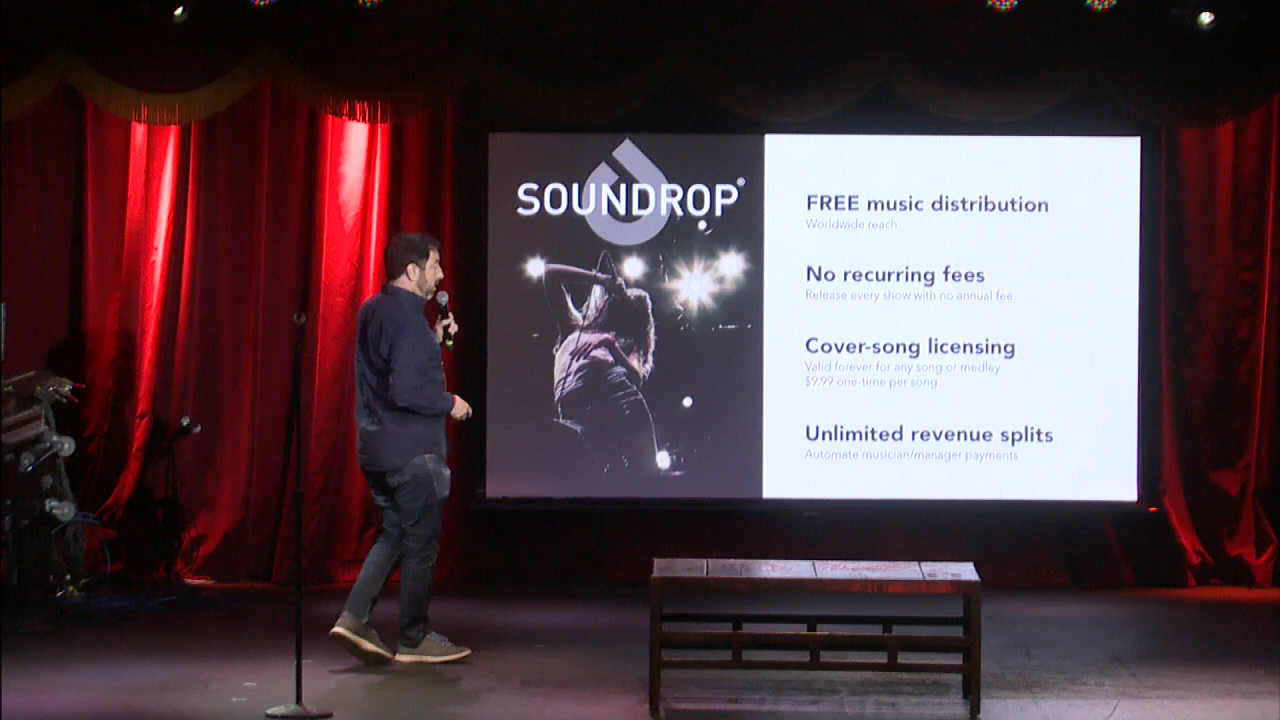 SOUNDROP®
FREE music distribution
Worldwide reach
No recurring fees
Release every show with no annual fee
Cover-song licensing
Valid forever for any song or medley
$9.99 one-time per song
Unlimited revenue splits
Automate musician/manager payments